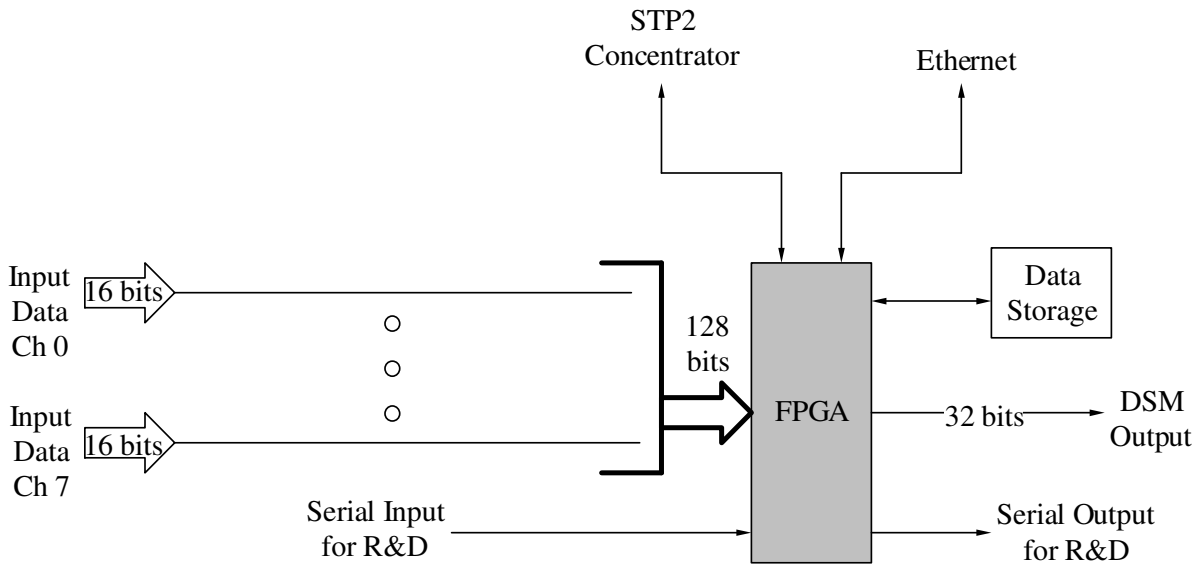 STP2
Concentrator
Ethernet
Input
Data
Ch 0
16 bits
128
bits
Data
Storage
Input
Data
Ch 7
16 bits
FPGA
32 bits
DSM
Output
Serial Input
for R&D
Serial Output
for R&D